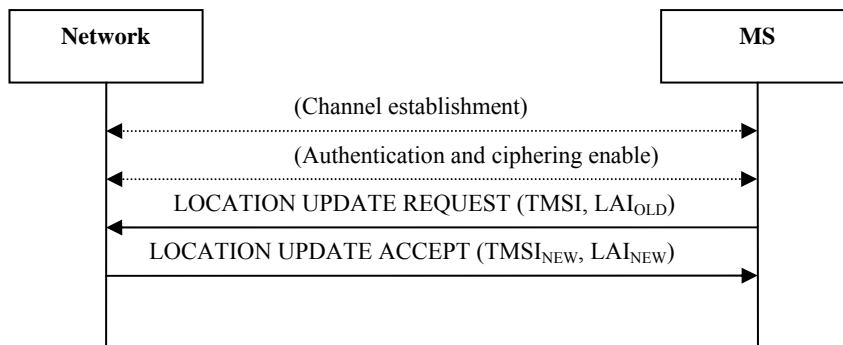 Network
MS
(Channel establishment)
(Authentication and ciphering enable)
LOCATION UPDATE REQUEST (TMSI, LAIOLD)
LOCATION UPDATE ACCEPT (TMSINEW, LAINEW)